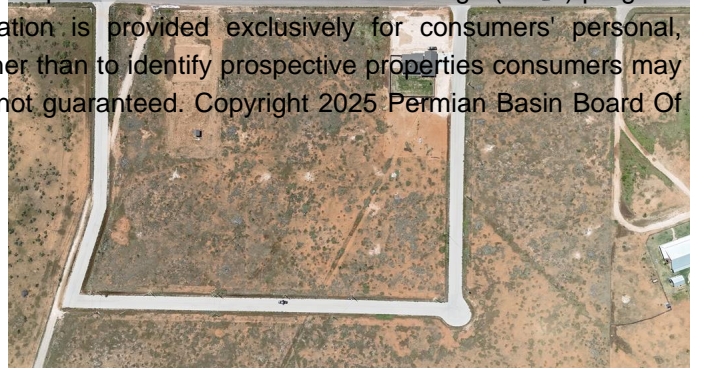 ation is provided exclusively for consumers' personal,
her than to identify prospective properties consumers may
not guaranteed. Copyright 2025 Permian Basin Board Of